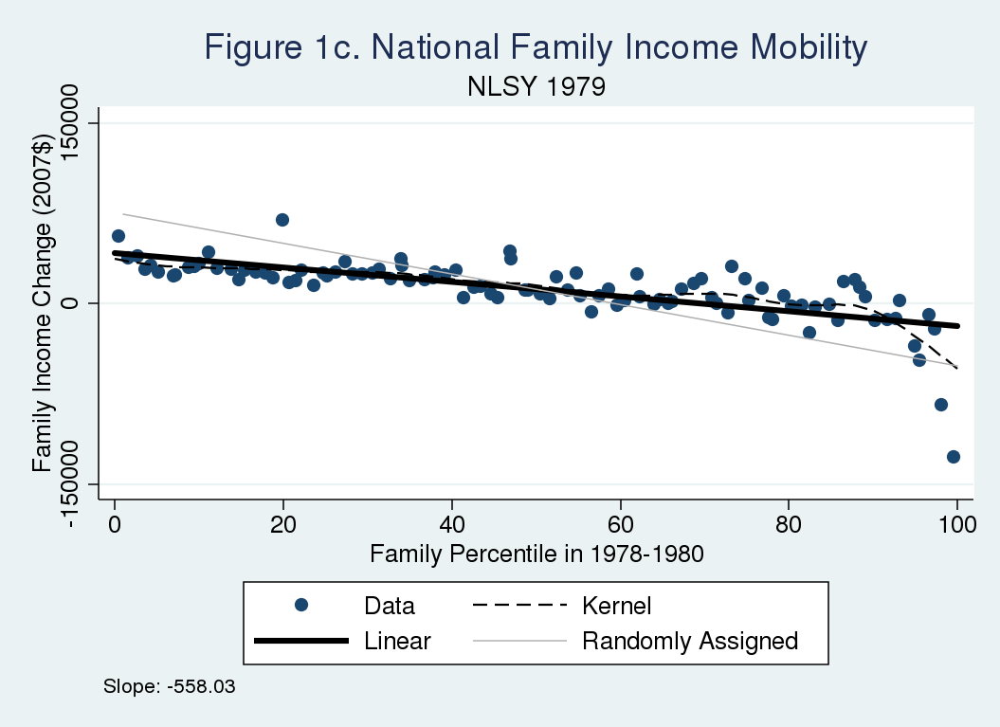 Figure 1c. National Family Income Mobility
NLSY 1979
Family Income Change (2007$)
150000
0
-150000
0 20 40 60 80 100
Family Percentile in 1978-1980
Data Kernel
Linear Randomly Assigned
Slope: -558.03